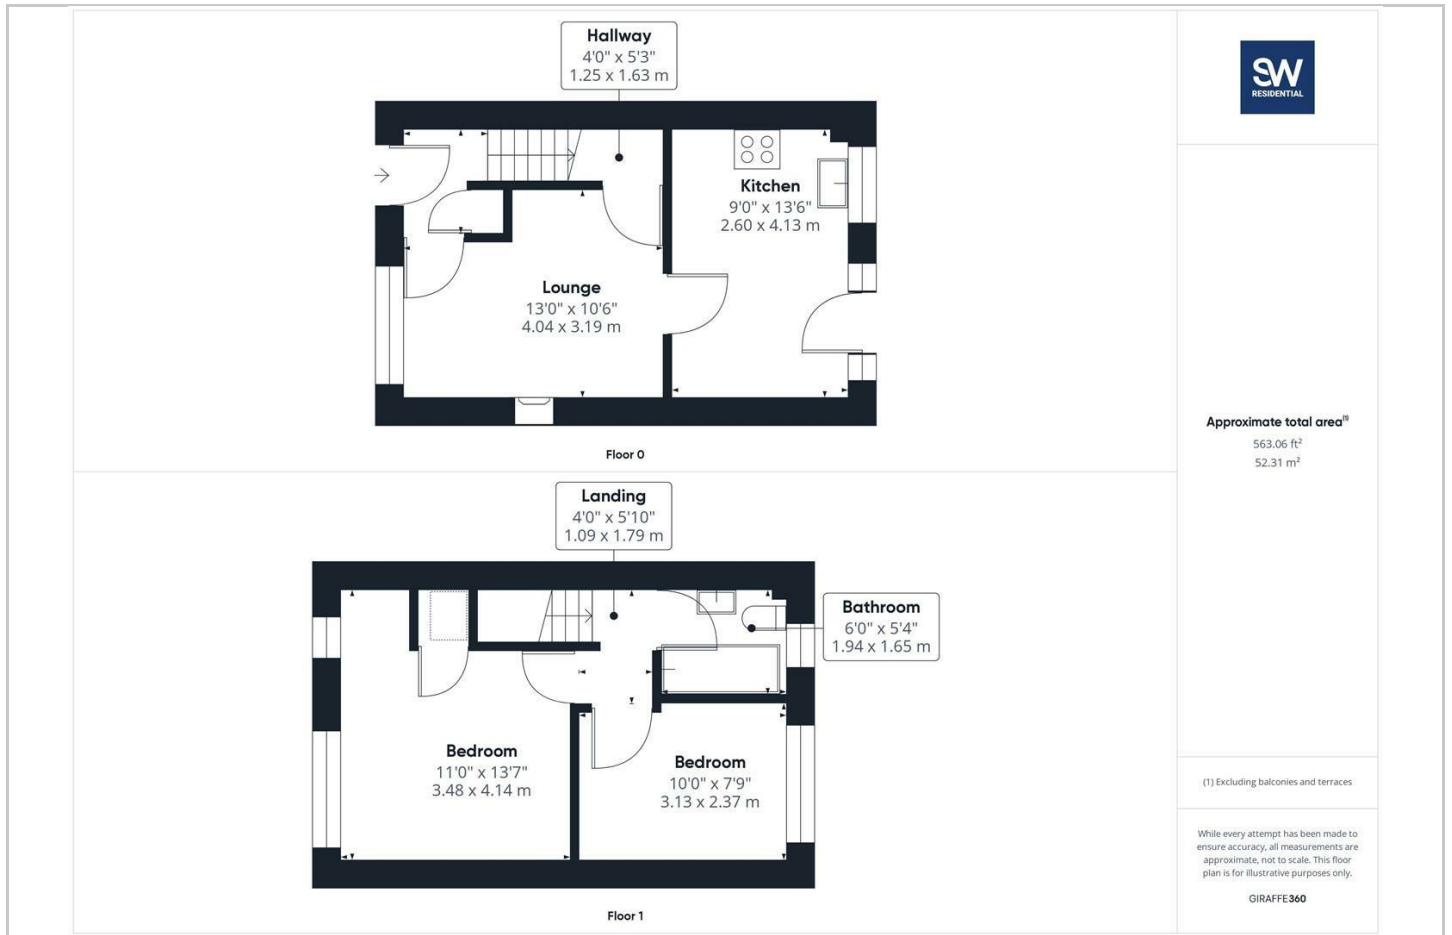 Hallway
4'0" x 5'3"
1.25 x 1.63 m
Kitchen
9'0" x 13'6"
2.60 x 4.13 m
Lounge
13'0" x 10'6"
4.04 x 3.19 m
Floor 0
Landing
4'0" x 5'10"
1.09 x 1.79 m
Bathroom
6'0" x 5'4"
1.94 x 1.65 m
Bedroom
11'0" x 13'7"
3.48 x 4.14 m
Bedroom
10'0" x 7'9"
3.13 x 2.37 m
Floor 1
SW
RESIDENTIAL
Approximate total area(1)
563.06 ft²
52.31 m²
(1) Excluding balconies and terraces
While every attempt has been made to
ensure accuracy, all measurements are
approximate, not to scale. This floor
plan is for illustrative purposes only.
GIRAFFE360